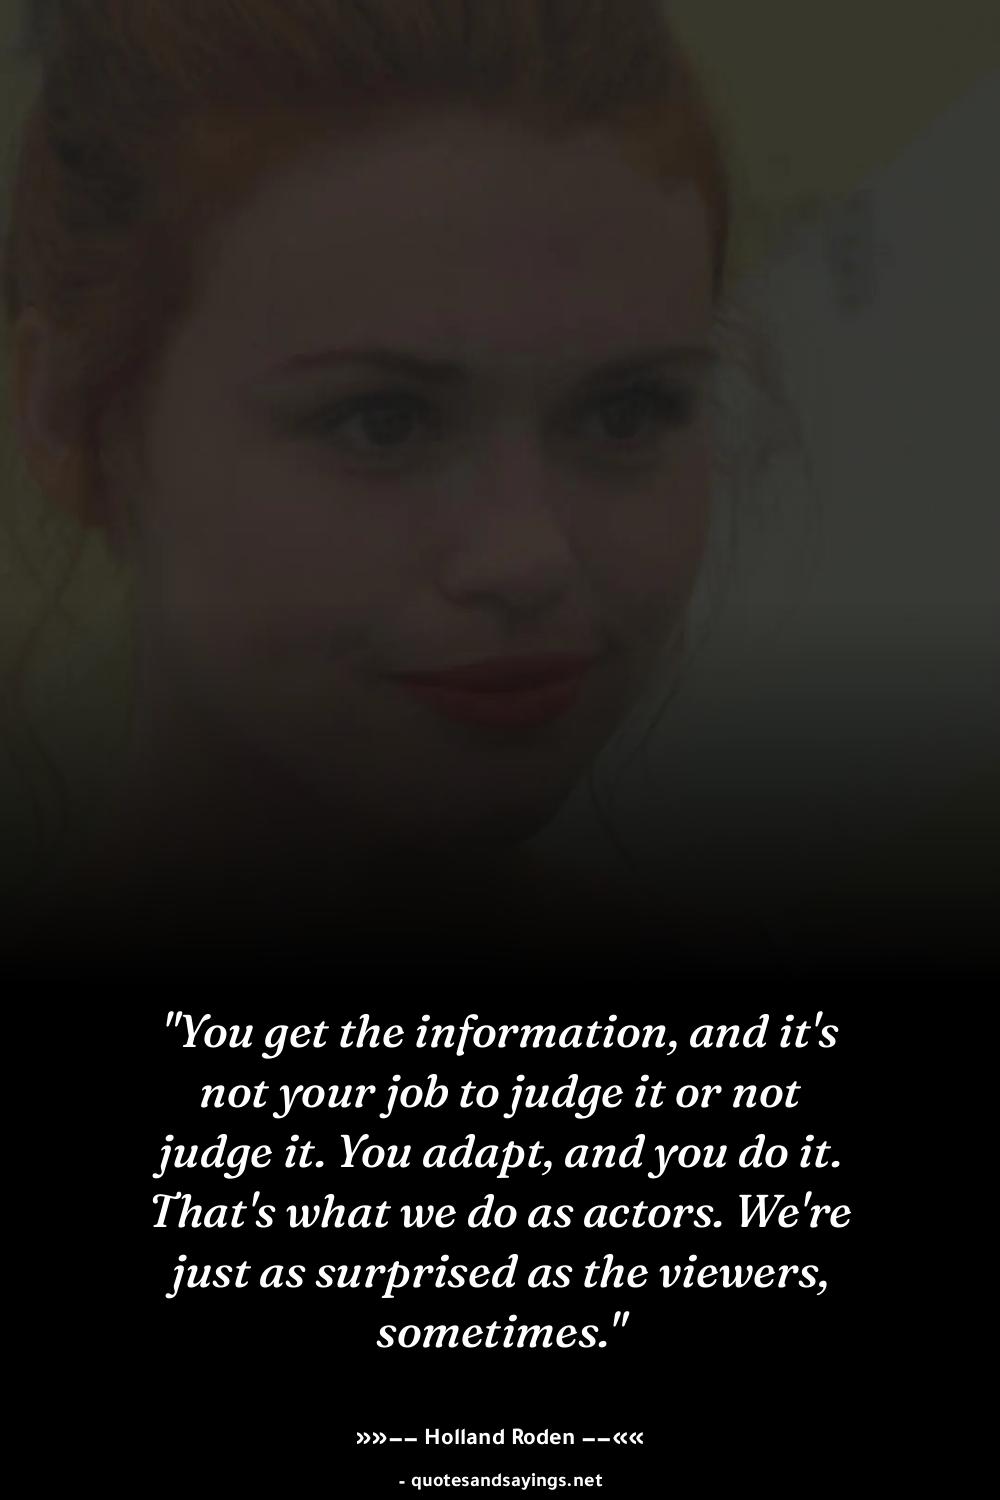 "You get the information, and it's
not your job to judge it or not
judge it. You adapt, and you do it.
That's what we do as actors. We're
just as surprised as the viewers,
sometimes."
»»−− Holland Roden −−««
- quotesandsayings.net